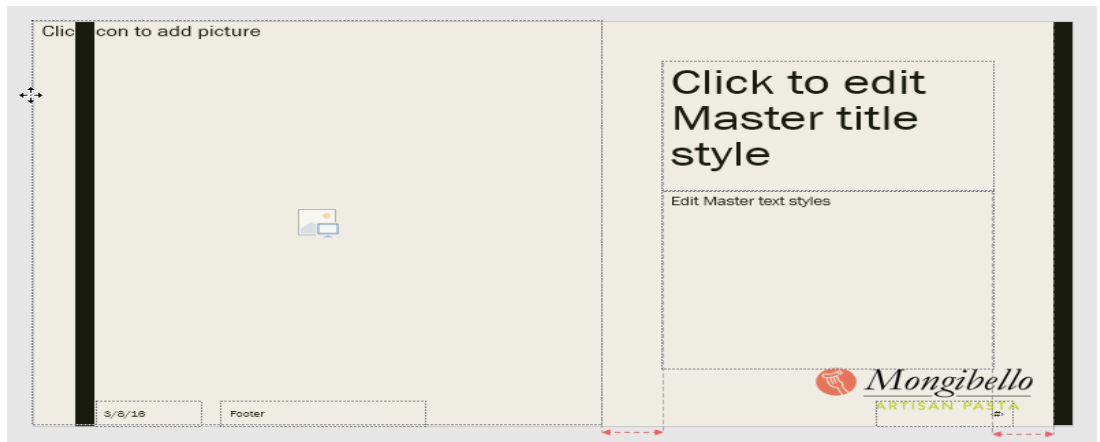 Clic con to add picture
Click to edit
Master title
style
Edit Master text styles
Mongibello
ARTISAN PASTA
3/8/16
Footer